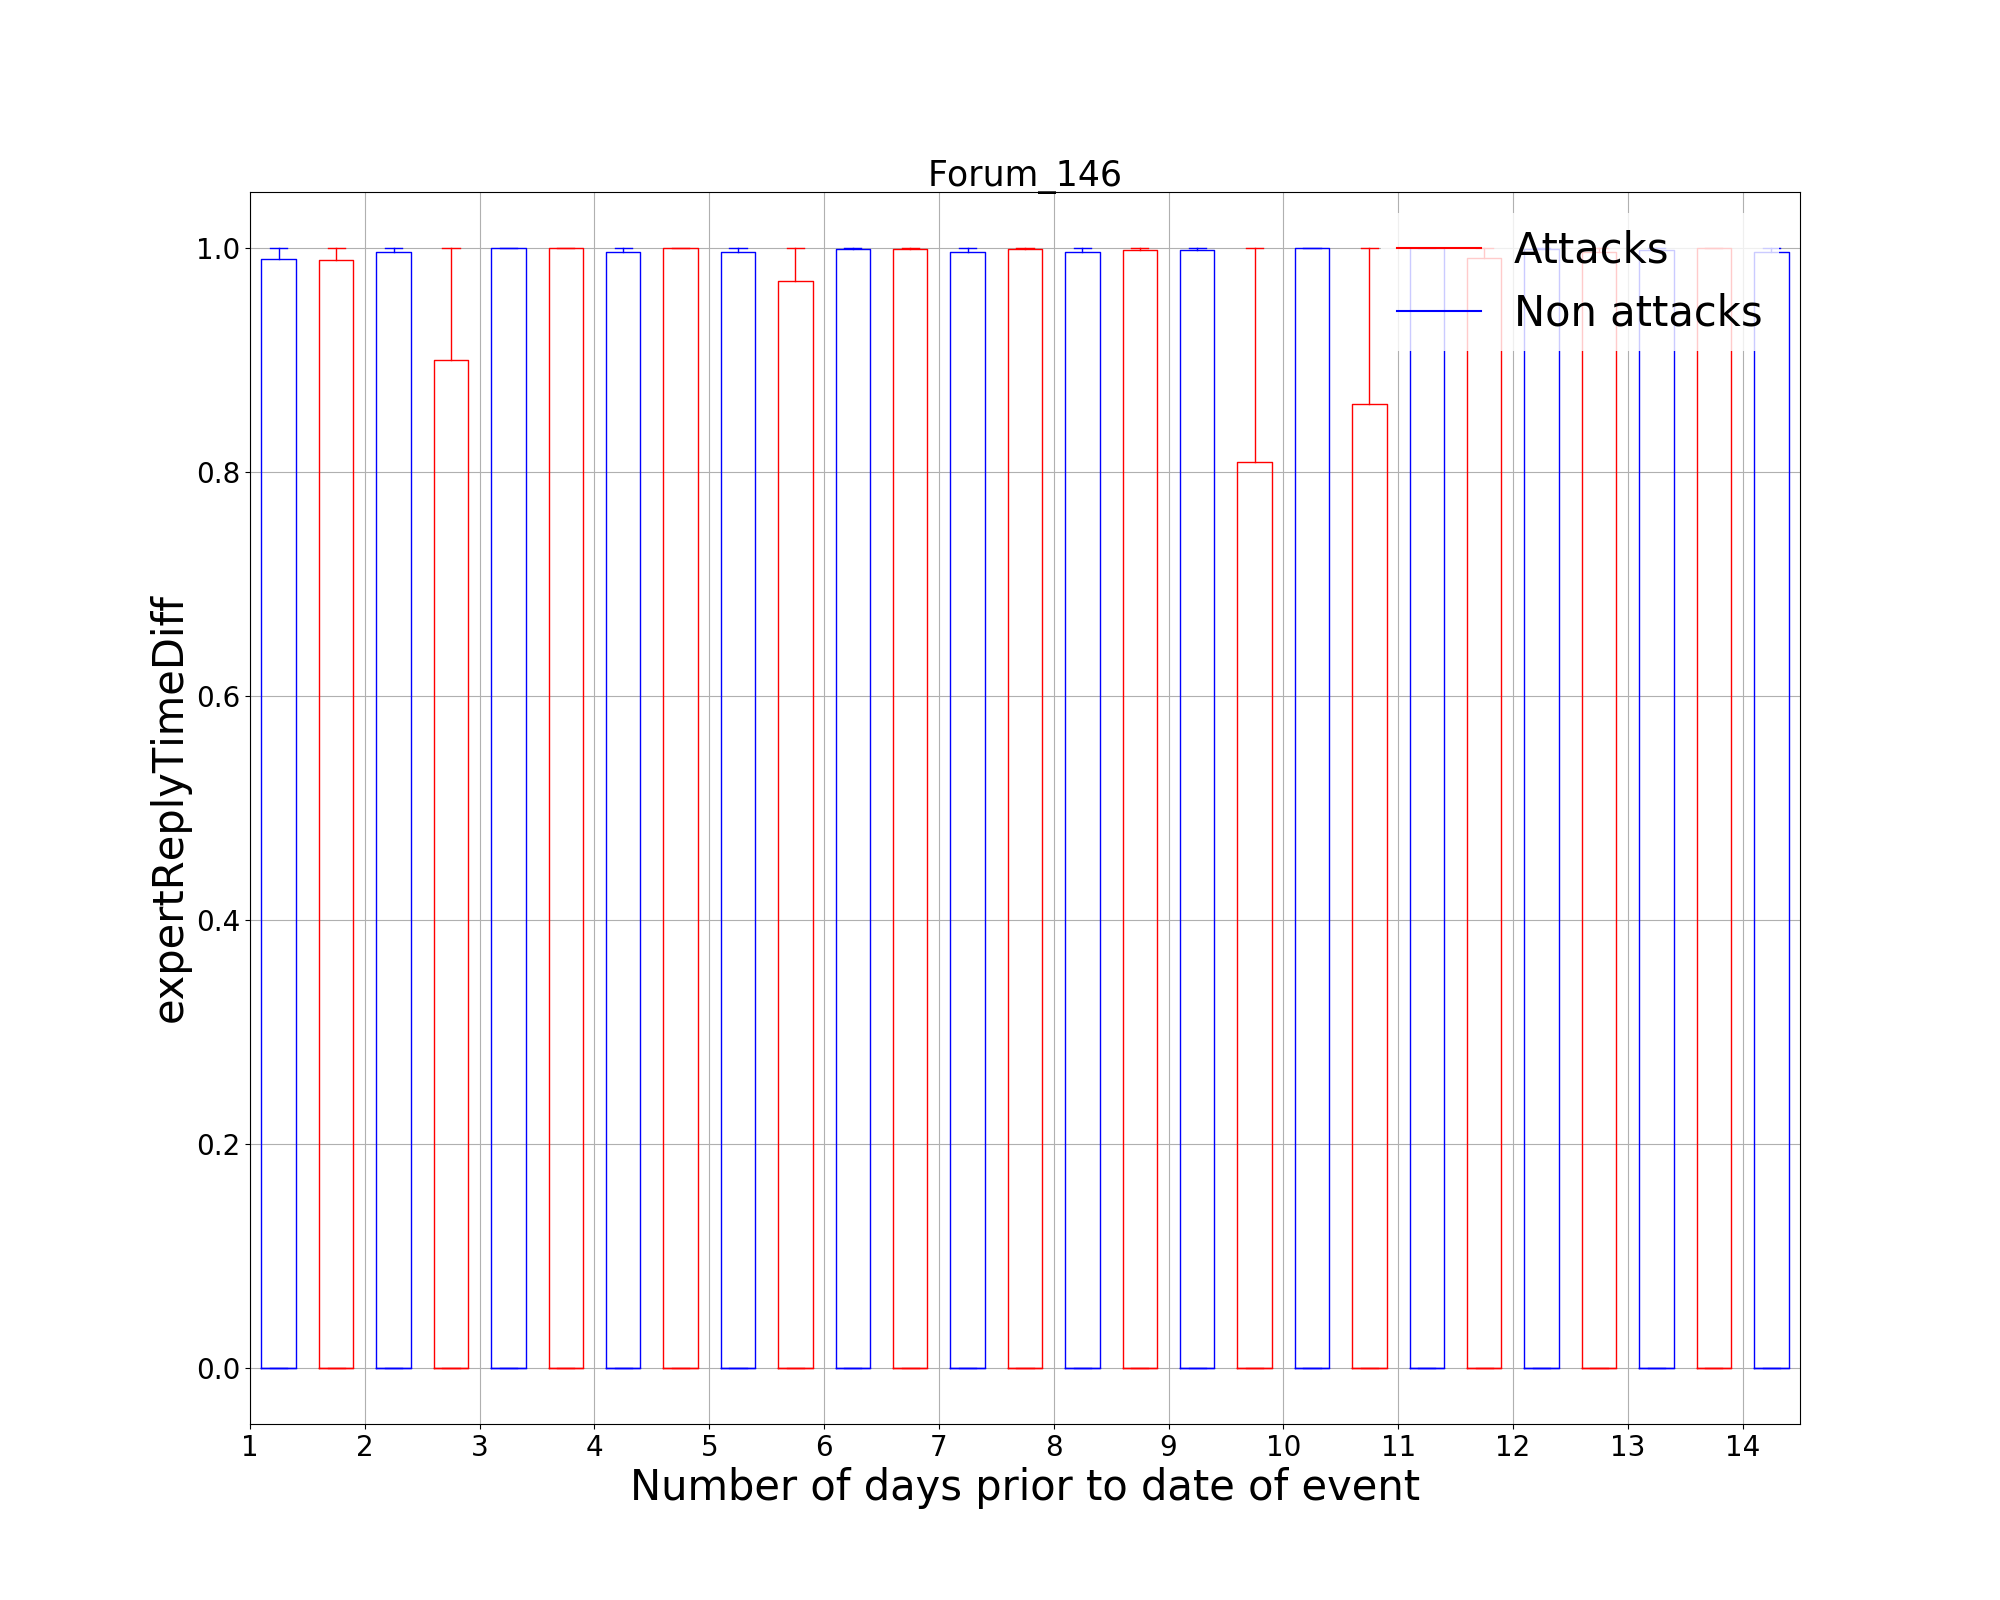 Forum_146
Attacks
Non attacks
1.0
0.8
0.6
0.4
0.2
0.0
expertReplyTimeDiff
1 2 3 4 5 6 7 8 9 10 11 12 13 14
Number of days prior to date of event